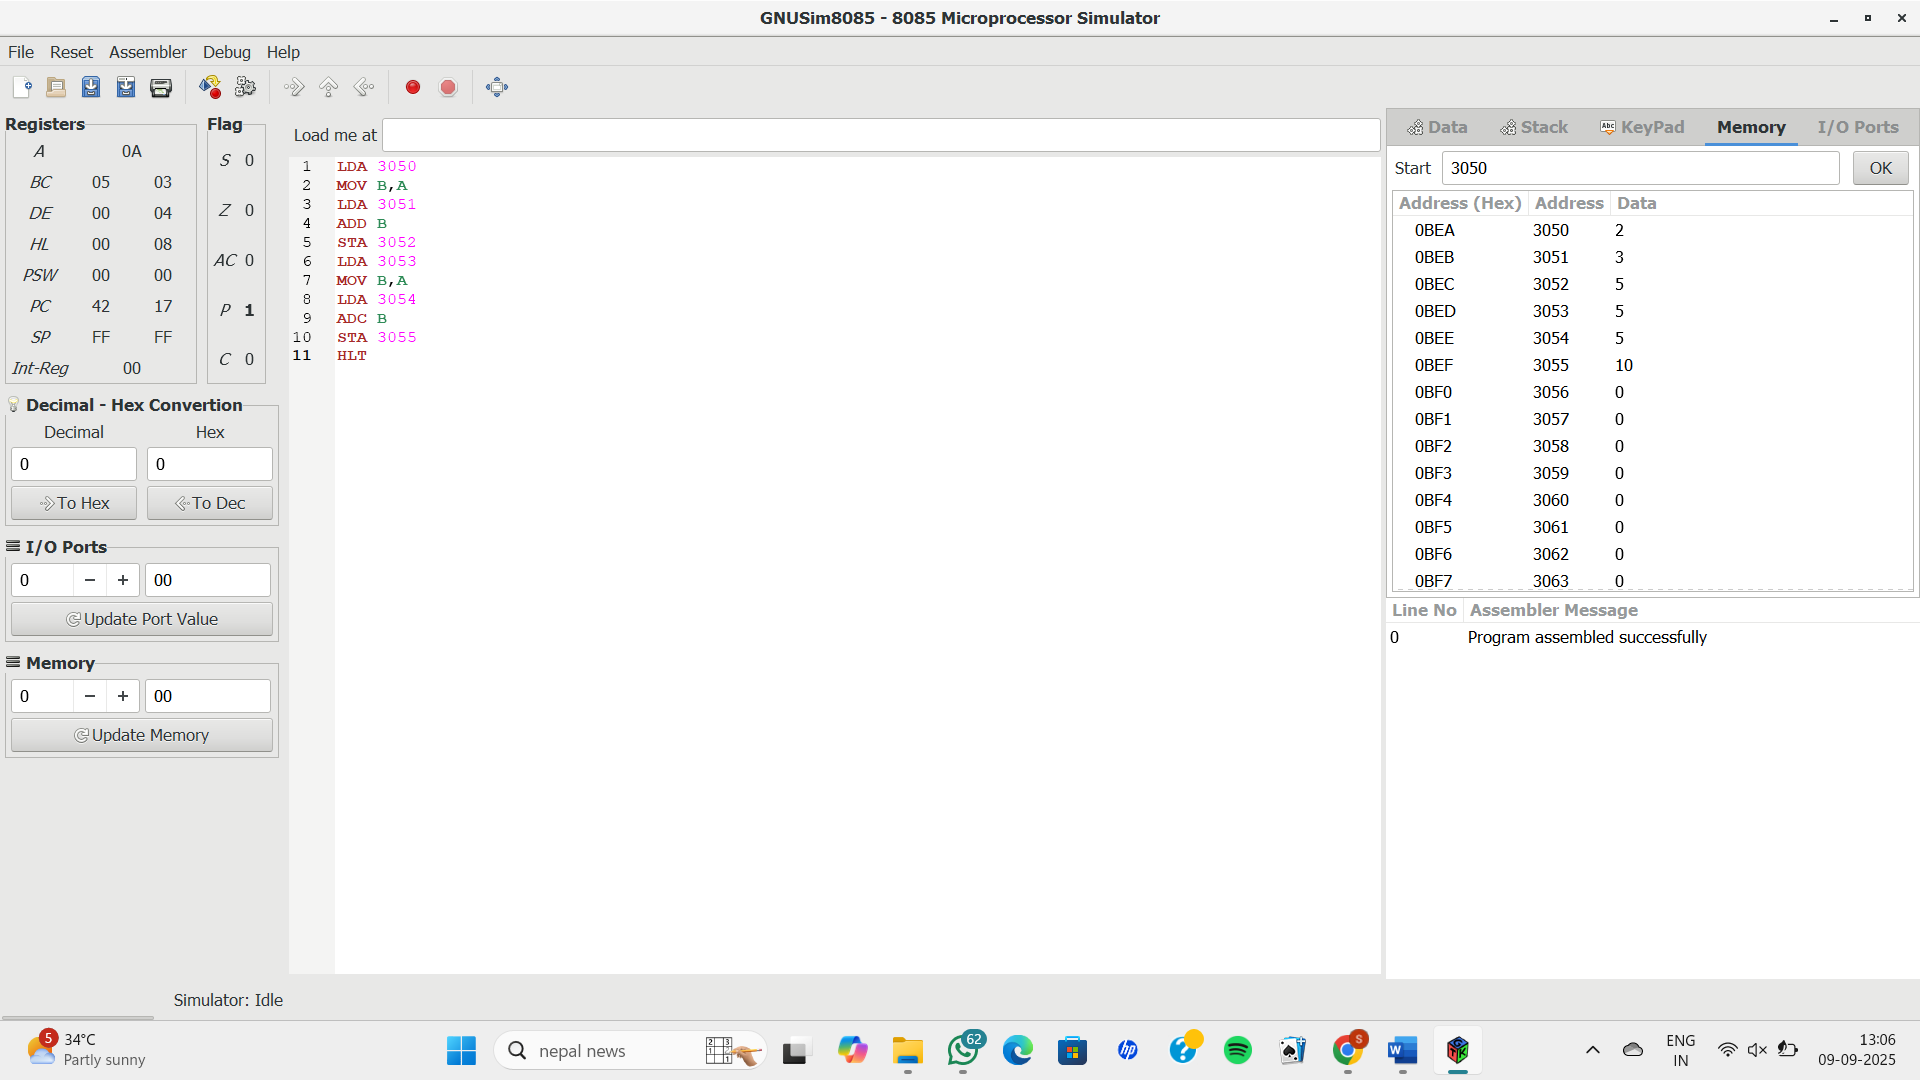 GNUSim8085 - 8085 Microprocessor Simulator
File Reset Assembler Debug Help
Registers
A 0A
BC 05 03
DE 00 04
HL 00 08
PSW 00 00
PC 42 17
SP FF FF
Int-Reg 00
Flag
S 0
Z 0
AC 0
P 1
C 0
Decimal - Hex Convertion
Decimal Hex
0 0
To Hex To Dec
I/O Ports
0 − + 00
Update Port Value
Memory
0 − + 00
Update Memory
Load me at
1 LDA 3050
2 MOV B,A
3 LDA 3051
4 ADD B
5 STA 3052
6 LDA 3053
7 MOV B,A
8 LDA 3054
9 ADC B
10 STA 3055
11 HLT
Data Stack Abc KeyPad Memory I/O Ports
Start 3050 OK
Address (Hex) Address Data
0BEA 3050 2
0BEB 3051 3
0BEC 3052 5
0BED 3053 5
0BEE 3054 5
0BEF 3055 10
0BF0 3056 0
0BF1 3057 0
0BF2 3058 0
0BF3 3059 0
0BF4 3060 0
0BF5 3061 0
0BF6 3062 0
0BF7 3063 0
Line No Assembler Message
0 Program assembled successfully
Simulator: Idle
5
34°C
Partly sunny
nepal news
62
hp
S
W
ENG
IN
13:06
09-09-2025